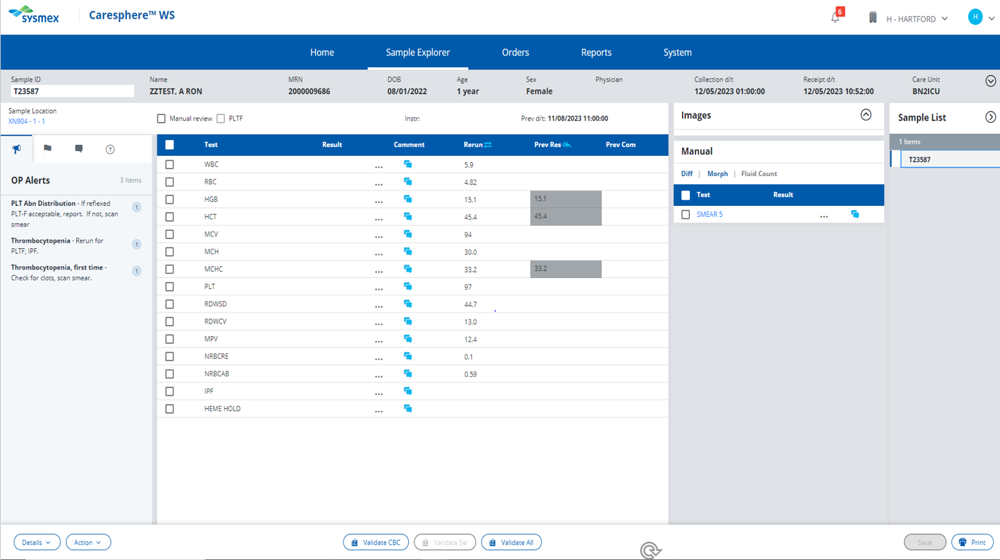 sysmex
Caresphere™ WS
6
H - HARTFORD
H
Home
Sample Explorer
Orders
Reports
System
Sample ID
Name
MRN
DOB
Age
Sex
Physician
Collection d/t
Receipt d/t
Care Unit
T23587
ZZTEST, A RON
2000009686
08/01/2022
1 year
Female
12/05/2023 01:00:00
12/05/2023 10:52:00
BN2ICU
Sample Location
XN904 - 1 - 1
Manual review
PLTF
Instr:
Prev d/t: 11/08/2023 11:00:00
?
OP Alerts
3 Items
PLT Abn Distribution - If reflexed
PLT-F acceptable, report. If not, scan
smear
1
Thrombocytopenia - Rerun for
PLTF, IPF.
1
Thrombocytopenia, first time -
Check for clots, scan smear.
1
Test Result Comment Rerun Prev Res Prev Com
WBC ... 5.9
RBC ... 4.82
HGB ... 15.1 15.1
HCT ... 45.4 45.4
MCV ... 94
MCH ... 30.0
MCHC ... 33.2 33.2
PLT ... 97
RDWSD ... 44.7
RDWCV ... 13.0
MPV ... 12.4
NRBCRE ... 0.1
NRBCAB ... 0.59
IPF ...
HEME HOLD ...
Images
Manual
Diff | Morph | Fluid Count
Test Result
SMEAR 5 ...
Sample List
1 Items
T23587
Details
Action
Validate CBC
Validate Sel
Validate All
Save
Print